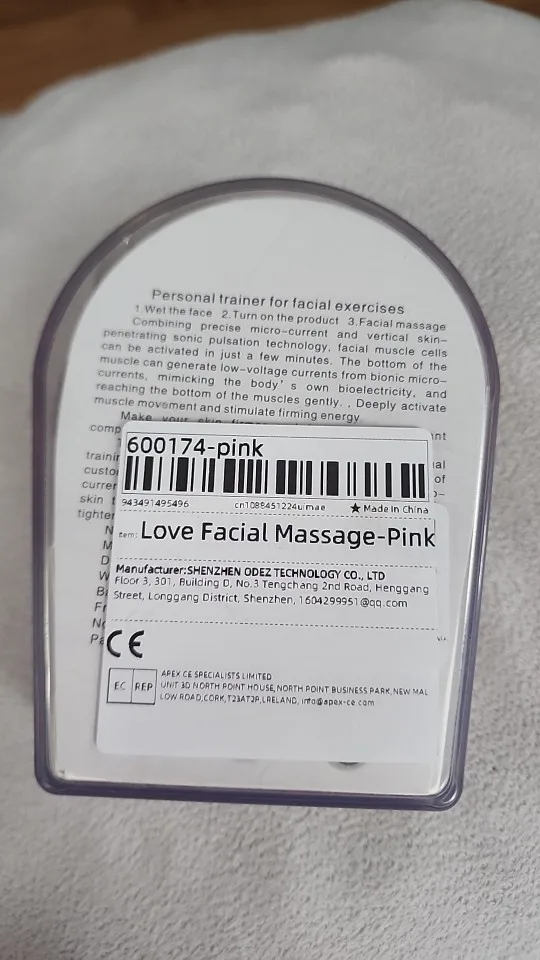 Personal trainer for facial exercises
1 Wet the face 2.Turn on the product 3.Facial massage
Combining precise micro-current and vertical skin-
penetrating sonic pulsation technology, facial muscle cells
can be activated in just a few minutes. The bottom of the
muscle can generate low-voltage currents from bionic micro-
currents, mimicking the body's own bioelectricity, and
reaching the bottom of the muscles gently. , Deeply activate
muscle movement and stimulate firming energy
Make your skin
600174-pink
943491495496 cn1088451224uimae ★ Made in China
Item: Love Facial Massage-Pink
Manufacturer:SHENZHEN ODEZ TECHNOLOGY CO., LTD
Floor 3, 301, Building D, No.3 Tengchang 2nd Road, Henggang
Street, Longgang District, Shenzhen, 1604299951@qq.com
CE
EC REP
APEX CE SPECIALISTS LIMITED
UNIT 3D NORTH POINT HOUSE, NORTH POINT BUSINESS PARK, NEW MAL
LOW ROAD,CORK,T23AT2P,LRELAND, info@apex-ce.com